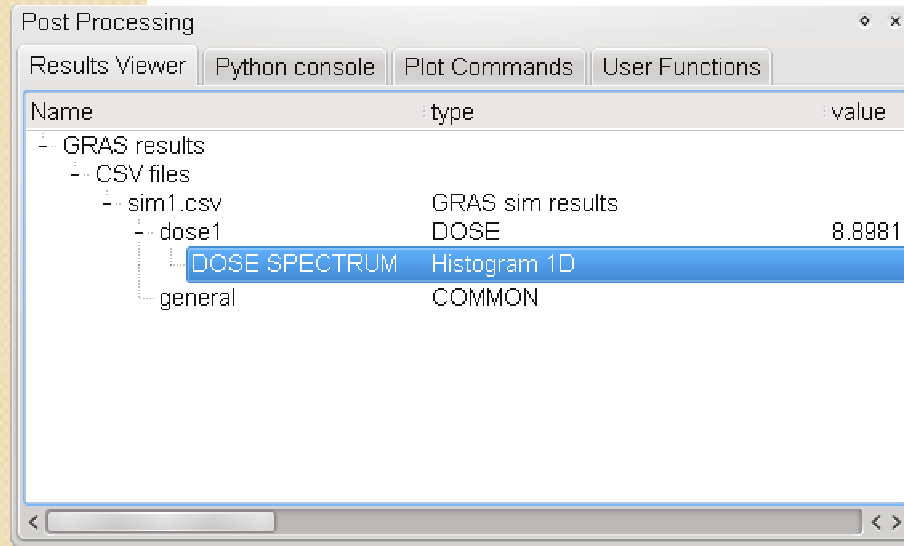 Post Processing
Results Viewer Python console Plot Commands User Functions
Name type value
GRAS results
CSV files
sim1.csv GRAS sim results
dose1 DOSE 8.8981
DOSE SPECTRUM Histogram 1D
general COMMON